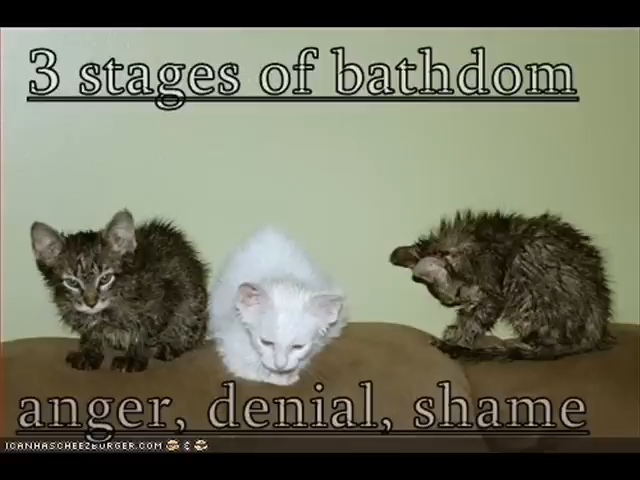 3 stages of bathdom
anger, denial, shame
ICANHASCHEEZBURGER.COM